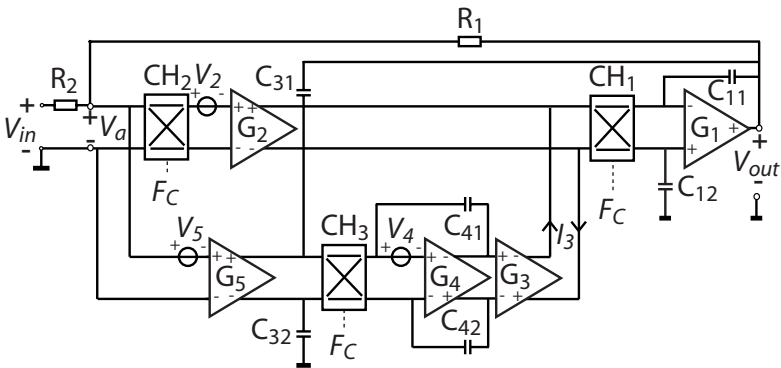 R1
R2
CH2
V2
+ -
C31
CH1
C11
+
Vin
-
+
Va
-
+ +
G2
- -
-
G1
+
+
+
Vout
-
FC
C12
FC
V5
+ -
CH3
V4
+ -
C41
I3
+ +
G5
- -
+ -
G4
- +
+ -
G3
- +
C32
FC
C42